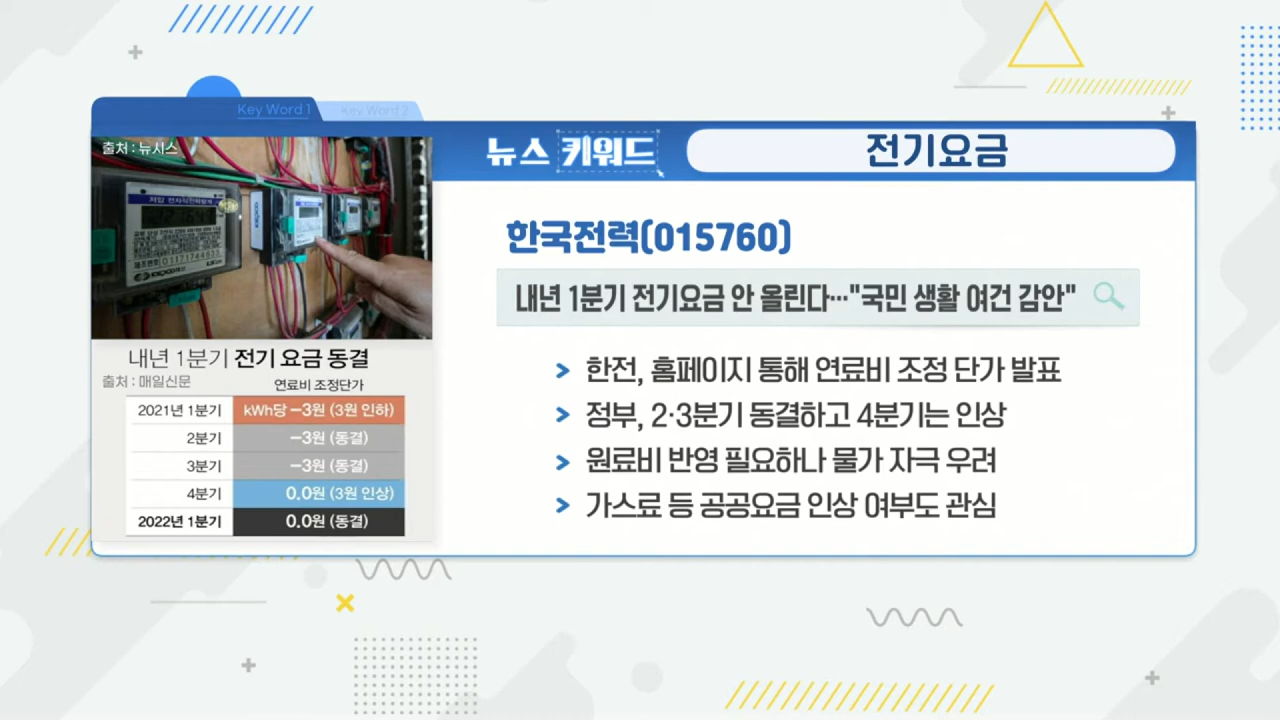 Key Word 1
Key Word 2
출처 : 뉴시스
뉴스 키워드
전기요금
한국전력(015760)
내년 1분기 전기요금 안 올린다…"국민 생활 여건 감안"
한전, 홈페이지 통해 연료비 조정 단가 발표
정부, 2·3분기 동결하고 4분기는 인상
원료비 반영 필요하나 물가 자극 우려
가스료 등 공공요금 인상 여부도 관심
내년 1분기 전기 요금 동결
출처 : 매일신문
연료비 조정단가
2021년 1분기 kWh당 −3원 (3원 인하)
2분기 −3원 (동결)
3분기 −3원 (동결)
4분기 0.0원 (3원 인상)
2022년 1분기 0.0원 (동결)